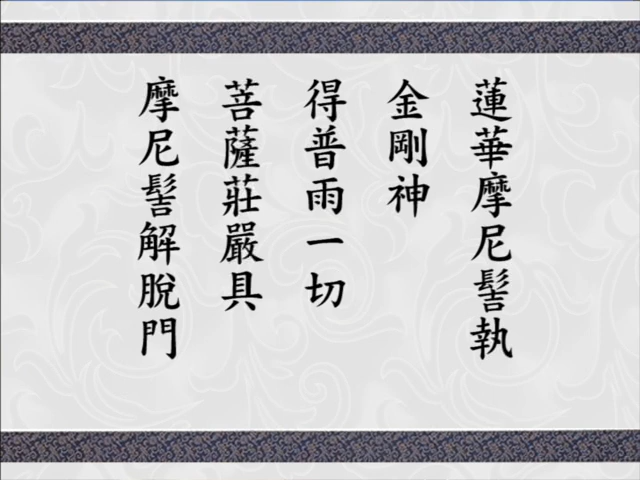 蓮華摩尼髻執
金剛神
得普雨一切
菩薩莊嚴具
摩尼髻解脫門